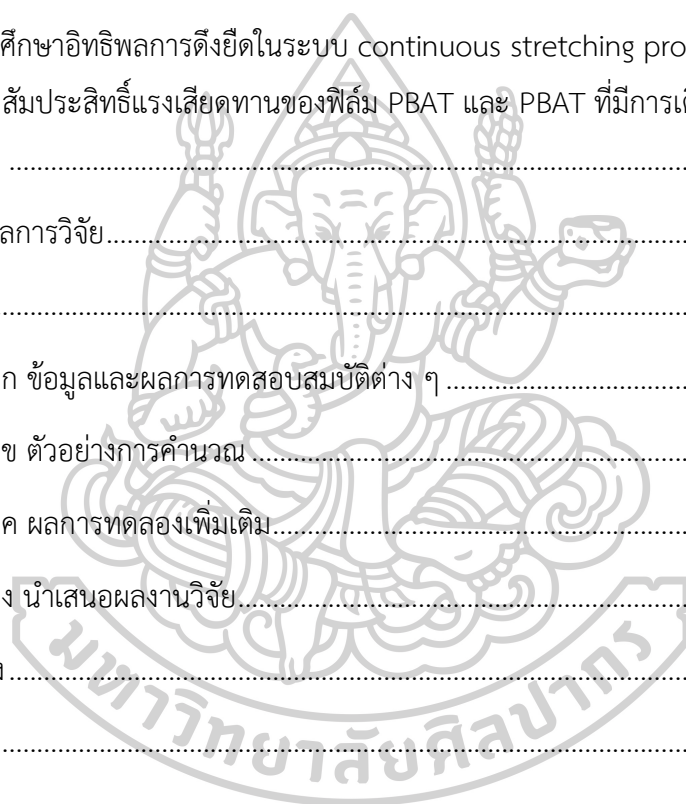 ศึกษาอิทธิพลการดึงยืดในระบบ continuous stretching pro
สัมประสิทธิ์แรงเสียดทานของฟิล์ม PBAT และ PBAT ที่มีการเ
................................................................
ลการวิจัย................................................................
................................................................
ก ข้อมูลและผลการทดสอบสมบัติต่าง ๆ ........................................
ข ตัวอย่างการคำนวณ ................................................................
ค ผลการทดลองเพิ่มเติม................................................................
ง นำเสนอผลงานวิจัย................................................................
................................................................
................................................................
มหาวิทยาลัยศิลปากร